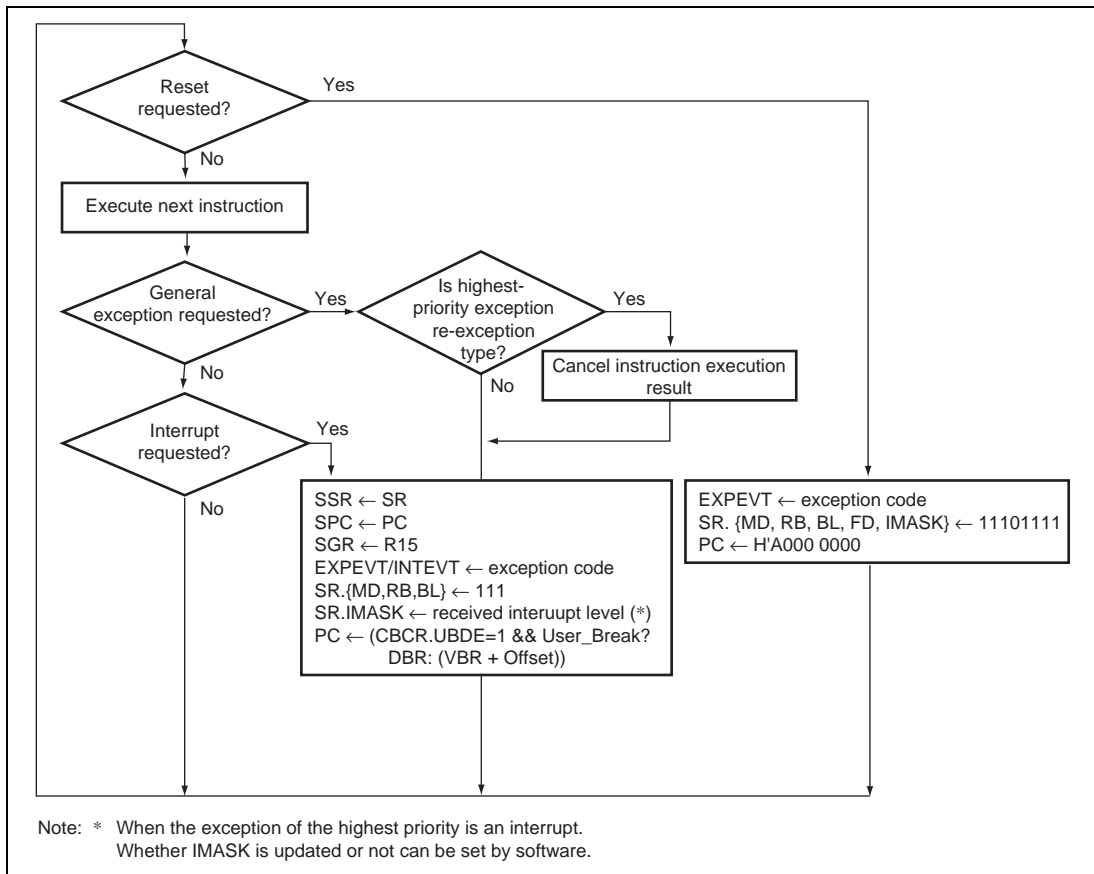 Reset
requested?
Yes
No
Execute next instruction
General
exception requested?
Yes
No
Is highest-
priority exception
re-exception
type?
Yes
No
Cancel instruction execution
result
Interrupt
requested?
Yes
No
SSR ← SR
SPC ← PC
SGR ← R15
EXPEVT/INTEVT ← exception code
SR.{MD,RB,BL} ← 111
SR.IMASK ← received interuupt level (*)
PC ← (CBCR.UBDE=1 && User_Break?
DBR: (VBR + Offset))
EXPEVT ← exception code
SR. {MD, RB, BL, FD, IMASK} ← 11101111
PC ← H'A000 0000
Note: * When the exception of the highest priority is an interrupt.
Whether IMASK is updated or not can be set by software.